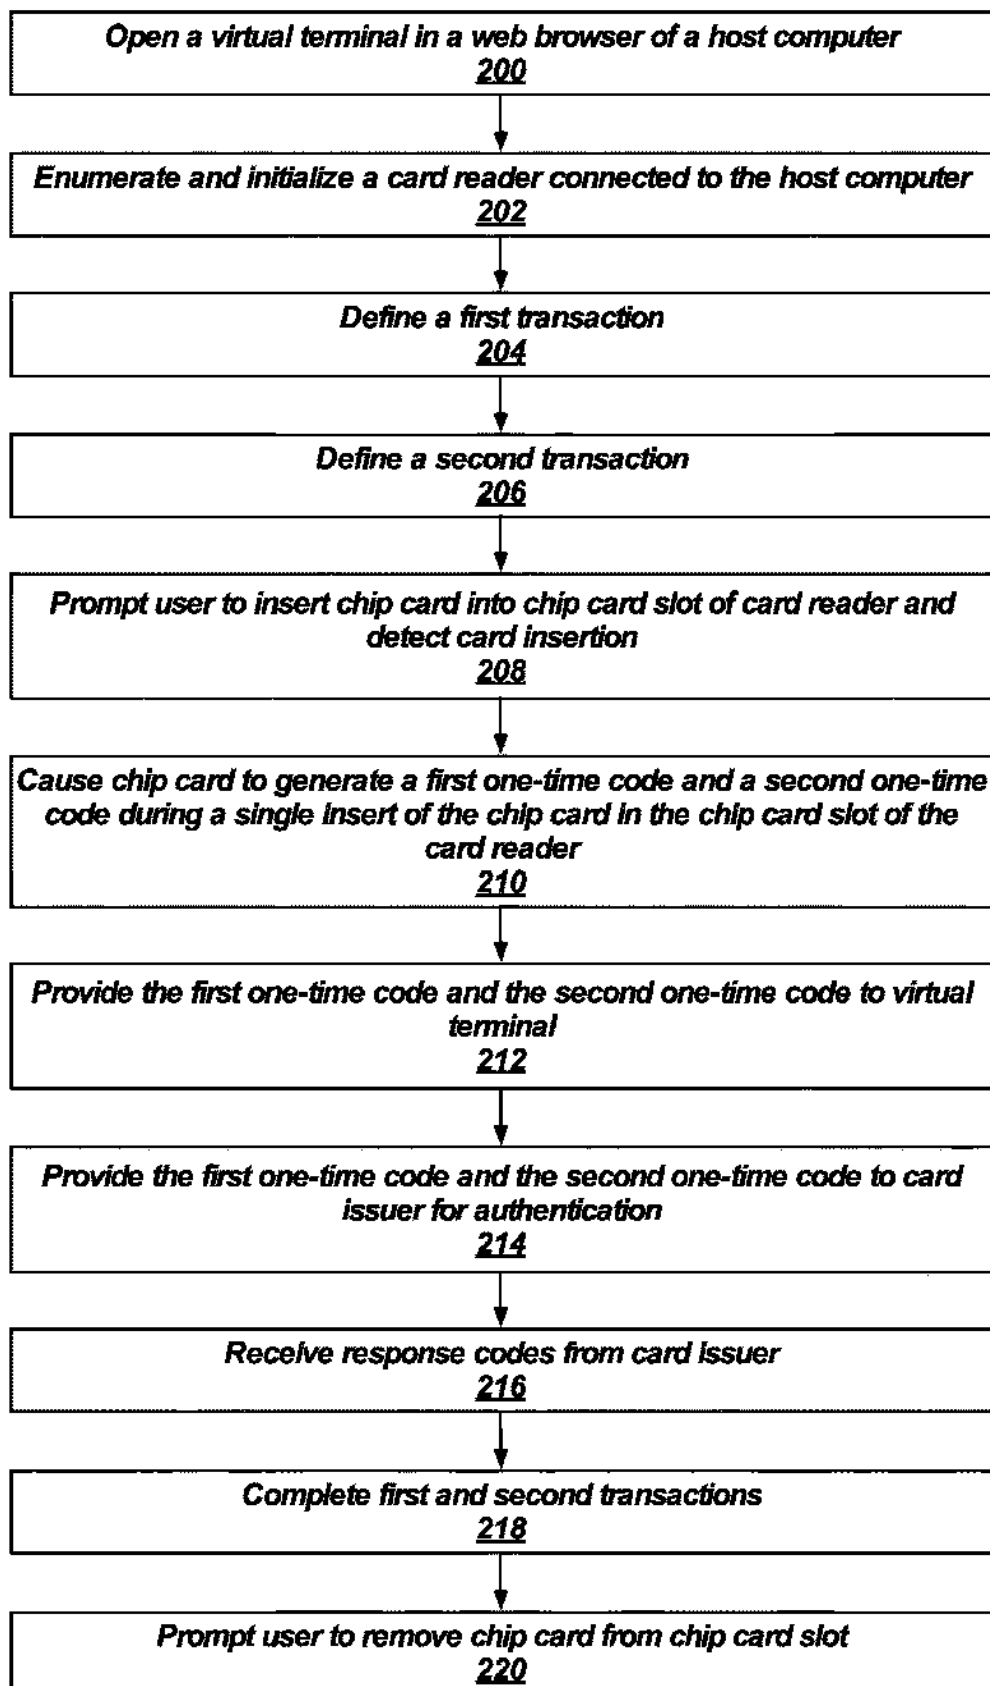 Open a virtual terminal in a web browser of a host computer
200
Enumerate and initialize a card reader connected to the host computer
202
Define a first transaction
204
Define a second transaction
206
Prompt user to insert chip card into chip card slot of card reader and
detect card insertion
208
Cause chip card to generate a first one-time code and a second one-time
code during a single insert of the chip card in the chip card slot of the
card reader
210
Provide the first one-time code and the second one-time code to virtual
terminal
212
Provide the first one-time code and the second one-time code to card
issuer for authentication
214
Receive response codes from card issuer
216
Complete first and second transactions
218
Prompt user to remove chip card from chip card slot
220